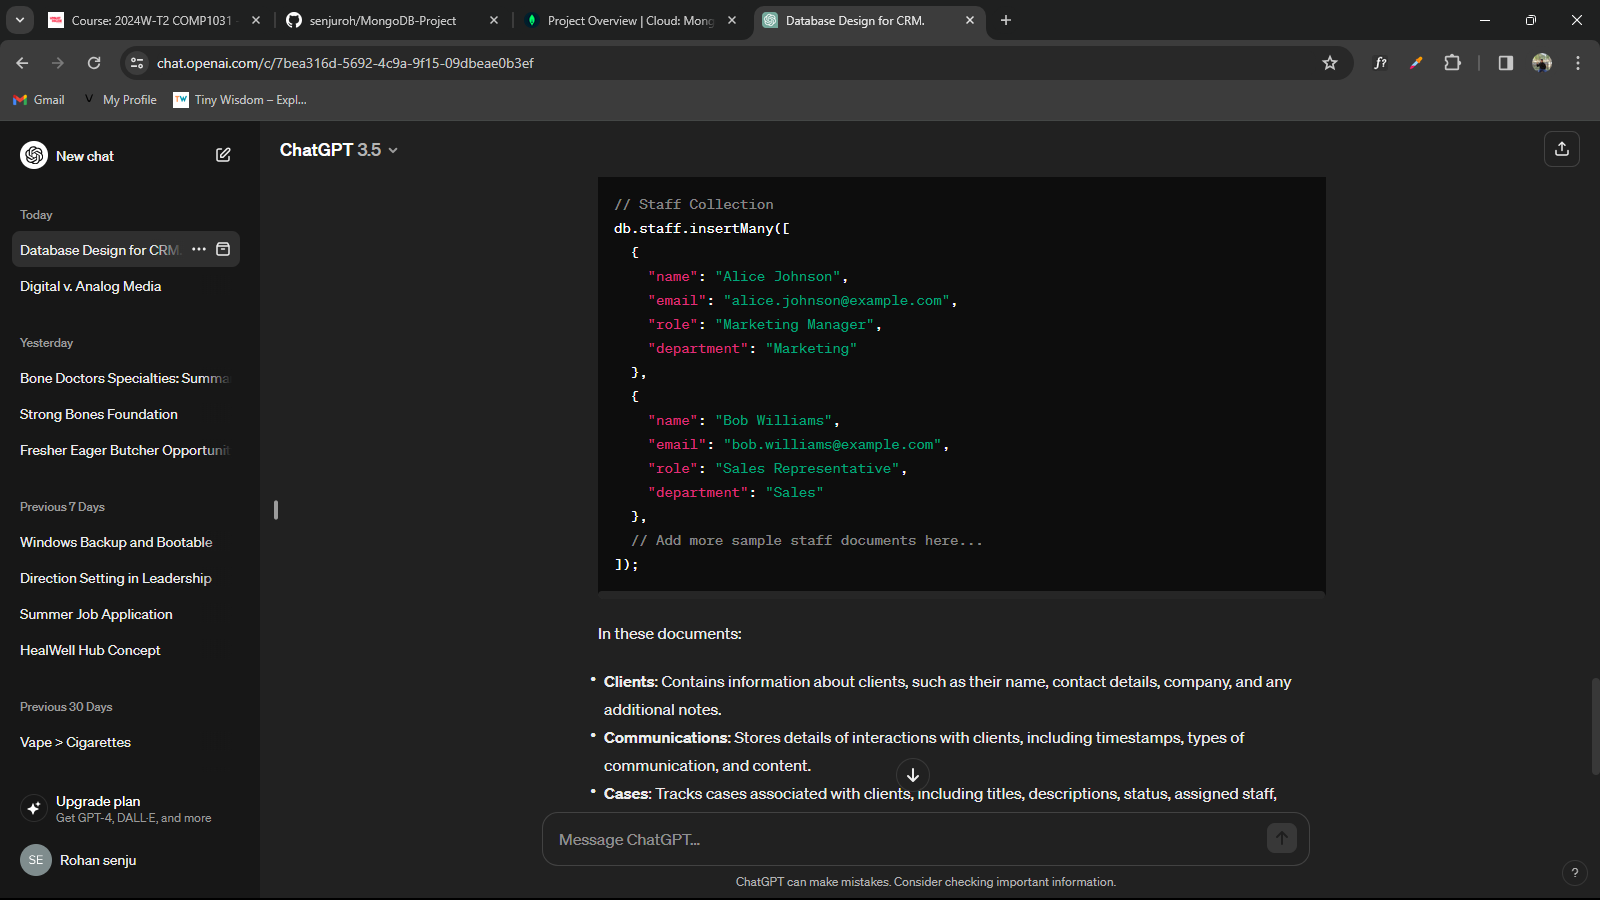 Course: 2024W-T2 COMP1031
senjuroh/MongoDB-Project
Project Overview | Cloud: Mong
Database Design for CRM.
chat.openai.com/c/7bea316d-5692-4c9a-9f15-09dbeae0b3ef
f?
Gmail
V My Profile
TW Tiny Wisdom – Expl...
New chat
ChatGPT 3.5
Today
Database Design for CRM.
Digital v. Analog Media
Yesterday
Bone Doctors Specialties: Summa
Strong Bones Foundation
Fresher Eager Butcher Opportunit
Previous 7 Days
Windows Backup and Bootable
Direction Setting in Leadership
Summer Job Application
HealWell Hub Concept
Previous 30 Days
Vape > Cigarettes
Upgrade plan
Get GPT-4, DALL·E, and more
SE Rohan senju
// Staff Collection
db.staff.insertMany([
{
"name": "Alice Johnson",
"email": "alice.johnson@example.com",
"role": "Marketing Manager",
"department": "Marketing"
},
{
"name": "Bob Williams",
"email": "bob.williams@example.com",
"role": "Sales Representative",
"department": "Sales"
},
// Add more sample staff documents here...
]);
In these documents:
• Clients: Contains information about clients, such as their name, contact details, company, and any
additional notes.
• Communications: Stores details of interactions with clients, including timestamps, types of
communication, and content.
• Cases: Tracks cases associated with clients, including titles, descriptions, status, assigned staff,
Message ChatGPT...
ChatGPT can make mistakes. Consider checking important information.
?